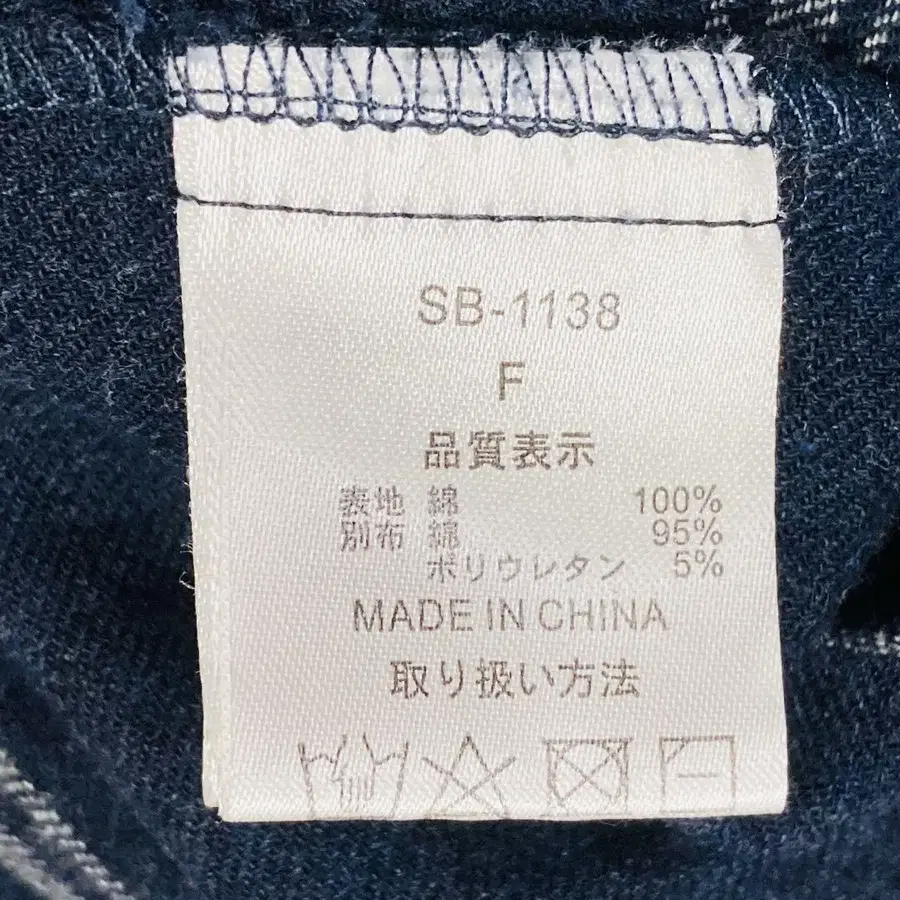 SB-1138
F
品質表示
表地 綿 100%
別布 綿 95%
ポリウレタン 5%
MADE IN CHINA
取り扱い方法